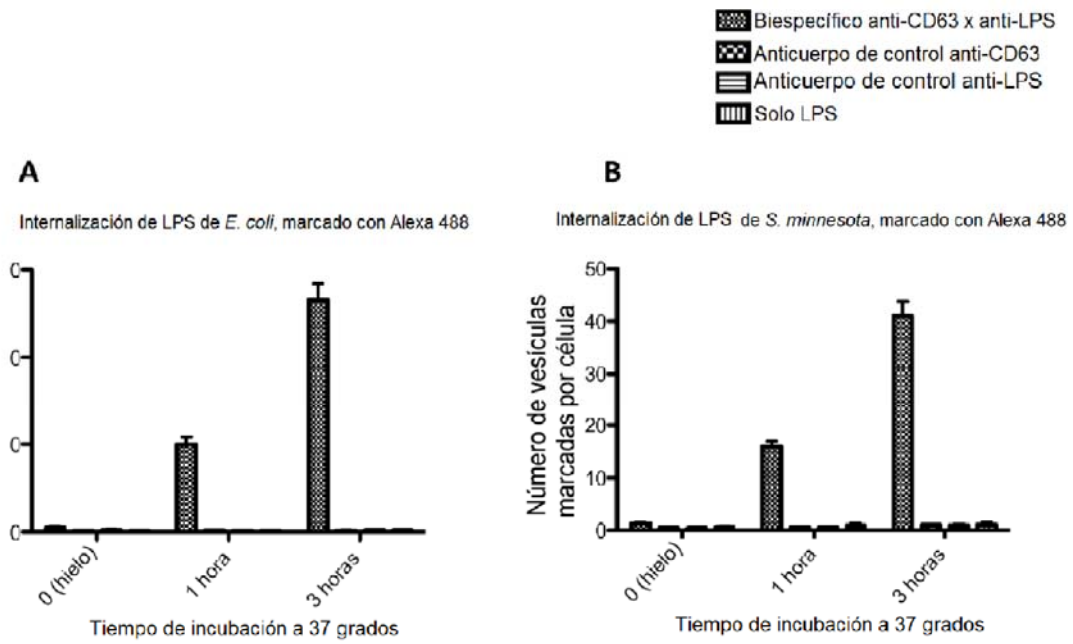 Biespecífico anti-CD63 x anti-LPS
Anticuerpo de control anti-CD63
Anticuerpo de control anti-LPS
Solo LPS
A
Internalización de LPS de E. coli, marcado con Alexa 488
0
0
0
0
0 (hielo)
1 hora
3 horas
Tiempo de incubación a 37 grados
B
Internalización de LPS de S. minnesota, marcado con Alexa 488
Número de vesículas
marcadas por célula
50
40
30
20
10
0
0 (hielo)
1 hora
3 horas
Tiempo de incubación a 37 grados